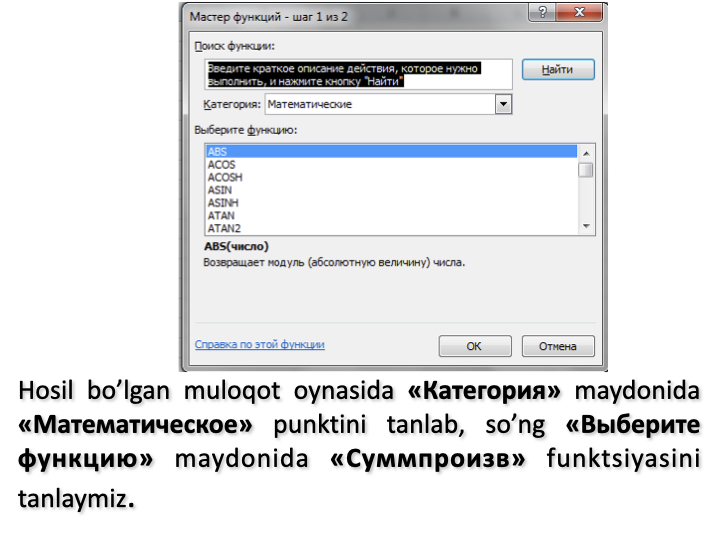 Мастер функций - шаг 1 из 2
Поиск функции:
Введите краткое описание действия, которое нужно
выполнить, и нажмите кнопку "Найти"
Найти
Категория: Математические
Выберите функцию:
ABS
ACOS
ACOSH
ASIN
ASINH
ATAN
ATAN2
ABS(число)
Возвращает модуль (абсолютную величину) числа.
Справка по этой функции
ОК
Отмена
Hosil bo’lgan muloqot oynasida «Категория» maydonida
«Математическое» punktini tanlab, so’ng «Выберите
функцию» maydonida «Суммпроизв» funktsiyasini
tanlaymiz.